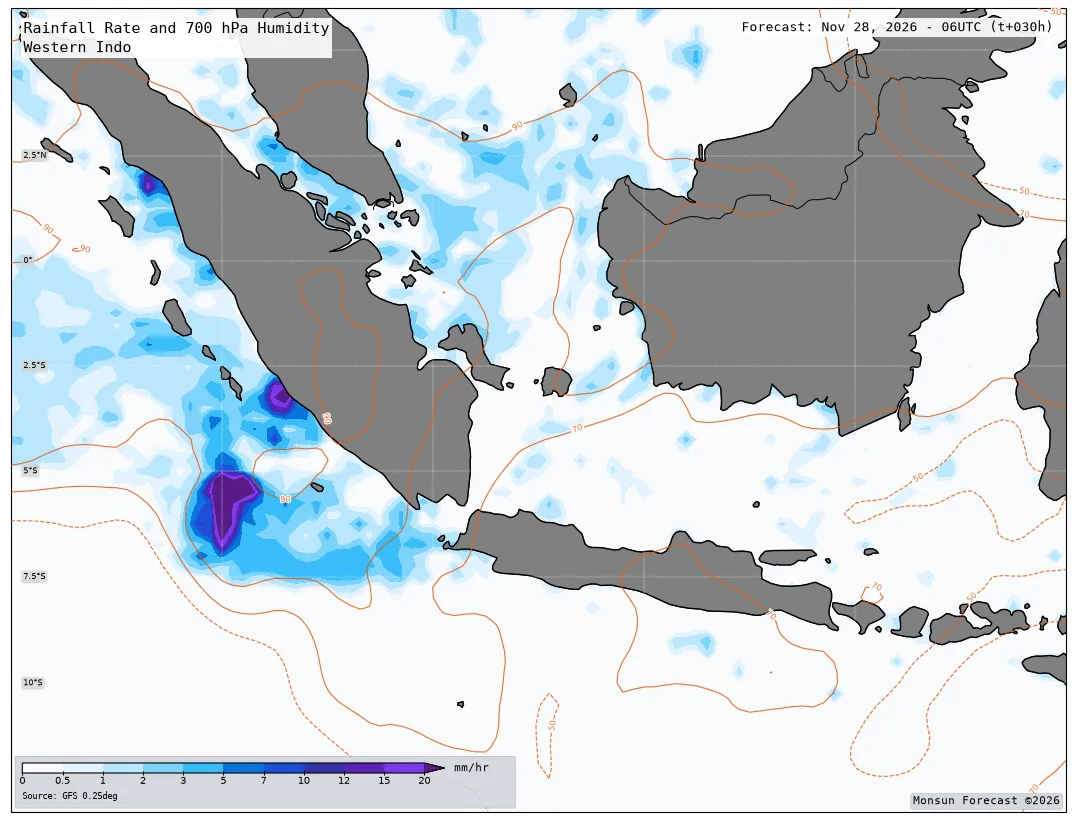 Rainfall Rate and 700 hPa Humidity
Western Indo
Forecast: Nov 28, 2026 - 06UTC (t+030h)
50
90
2.5°N
50
70
90
90
0°
2.5°S
90
70
5°S
50
90
7.5°S
70
50
70
10°S
50
70
mm/hr
0 0.5 1 2 3 5 7 10 12 15 20
Source: GFS 0.25deg
Monsun Forecast ©2026